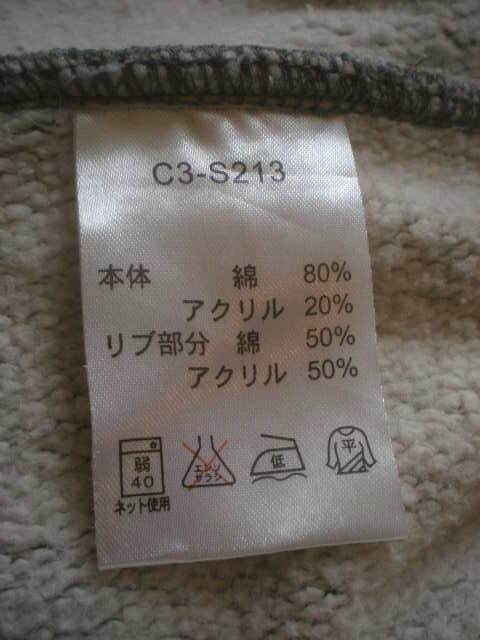 C3-S213
本体 綿 80%
アクリル 20%
リブ部分 綿 50%
アクリル 50%
弱 エンソ 低 平
40 サラシ
ネット使用